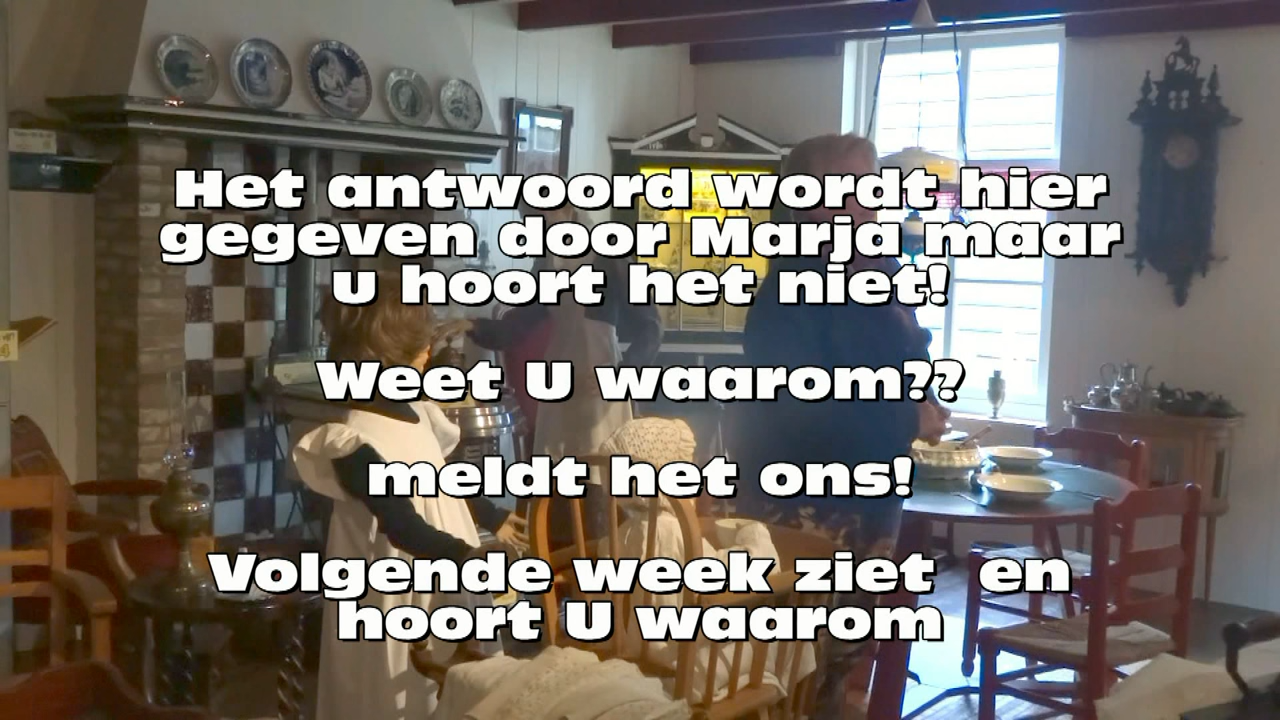 Het antwoord wordt hier
gegeven door Marja maar
u hoort het niet!
Weet U waarom??
meldt het ons!
Volgende week ziet en
hoort U waarom